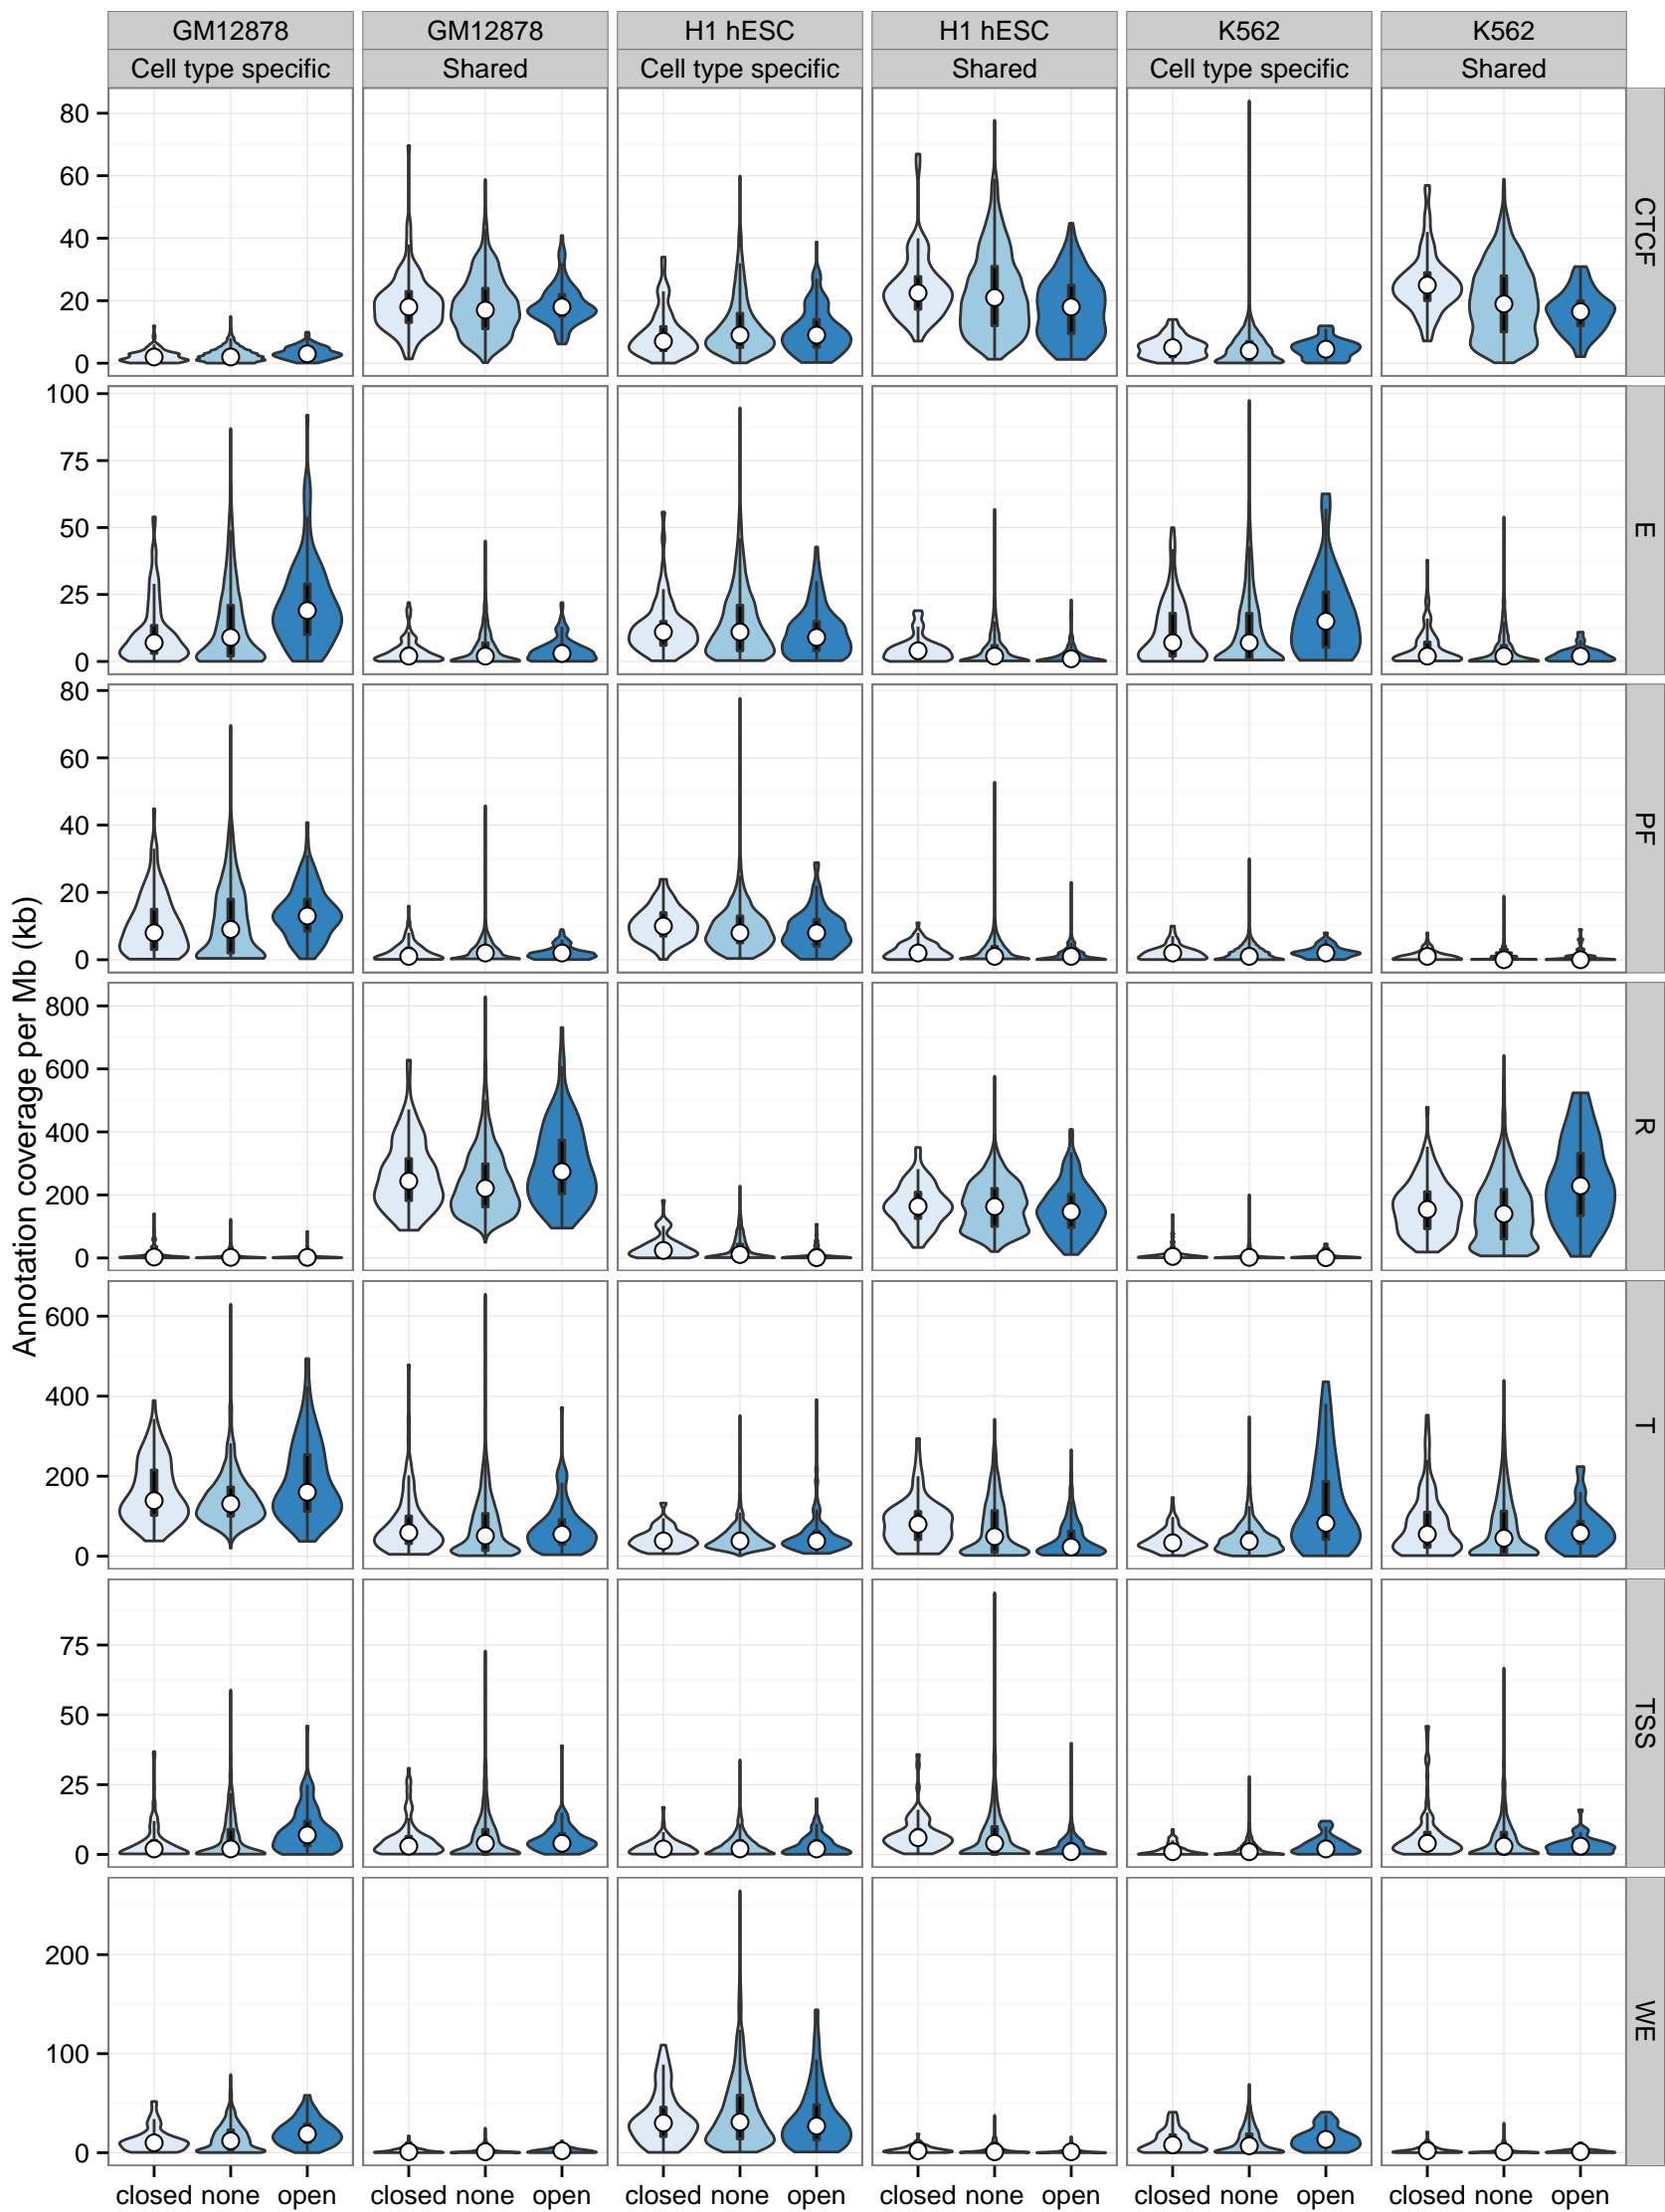 GM12878 GM12878 H1 hESC H1 hESC K562 K562
Cell type specific Shared Cell type specific Shared Cell type specific Shared
80
60
40
20
0
CTCF
100
75
50
25
0
E
80
60
40
20
0
PF
Annotation coverage per Mb (kb)
800
600
400
200
0
R
600
400
200
0
T
75
50
25
0
TSS
200
100
0
WE
closed none open closed none open closed none open closed none open closed none open closed none open